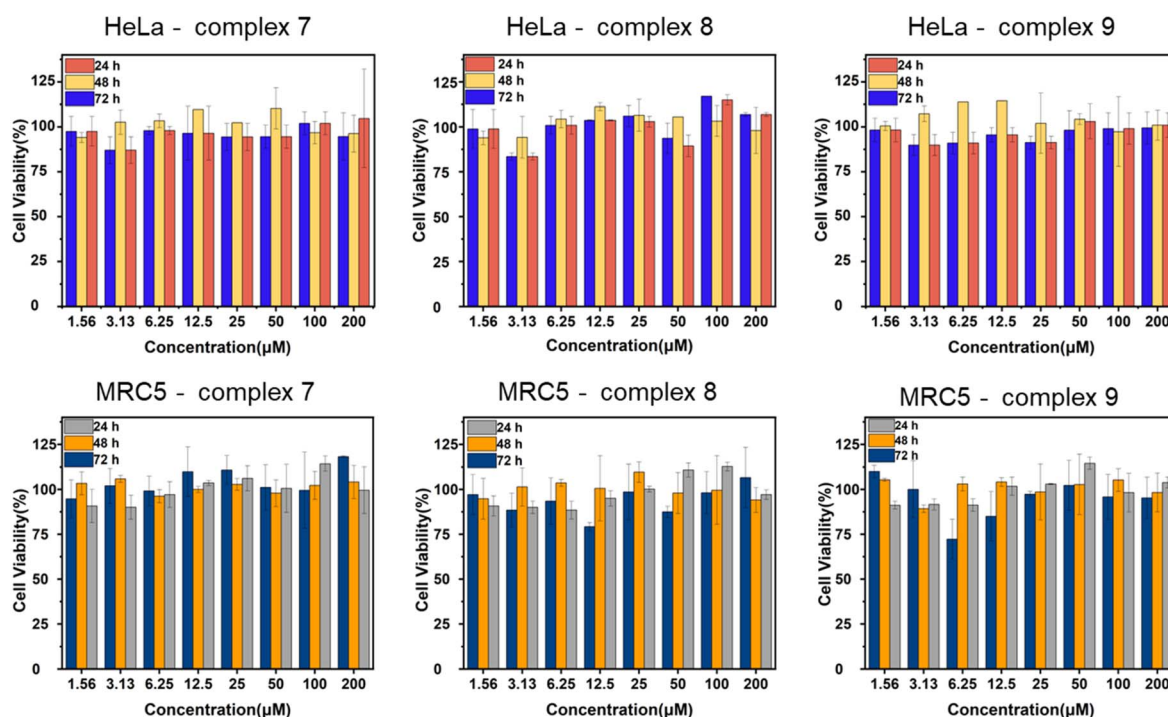 HeLa - complex 7
125
100
75
50
25
0
Cell Viability(%)
24 h
48 h
72 h
1.56 3.13 6.25 12.5 25 50 100 200
Concentration(µM)
HeLa - complex 8
125
100
75
50
25
0
Cell Viability(%)
24 h
48 h
72 h
1.56 3.13 6.25 12.5 25 50 100 200
Concentration(µM)
HeLa - complex 9
125
100
75
50
25
0
Cell Viability(%)
24 h
48 h
72 h
1.56 3.13 6.25 12.5 25 50 100 200
Concentration(µM)
MRC5 - complex 7
125
100
75
50
25
0
Cell Viability(%)
24 h
48 h
72 h
1.56 3.13 6.25 12.5 25 50 100 200
Concentration(µM)
MRC5 - complex 8
125
100
75
50
25
0
Cell Viability(%)
24 h
48 h
72 h
1.56 3.13 6.25 12.5 25 50 100 200
Concentration(µM)
MRC5 - complex 9
125
100
75
50
25
0
Cell Viability(%)
24 h
48 h
72 h
1.56 3.13 6.25 12.5 25 50 100 200
Concentration(µM)